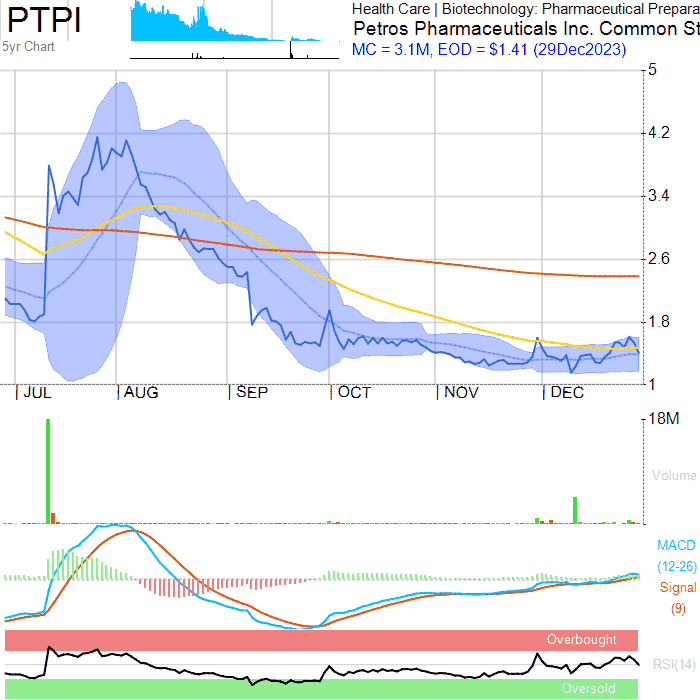 PTPI
5yr Chart
Health Care | Biotechnology: Pharmaceutical Prepara
Petros Pharmaceuticals Inc. Common St
MC = 3.1M, EOD = $1.41 (29Dec2023)
5
4.2
3.4
2.6
1.8
1
JUL AUG SEP OCT NOV DEC
18M
Volume
MACD
(12-26)
Signal
(9)
Overbought
RSI(14)
Oversold